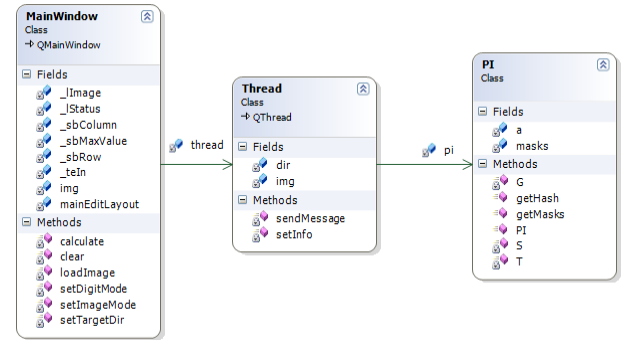 MainWindow
Class
QMainWindow
Fields
_lImage
_lStatus
_sbColumn
_sbMaxValue
_sbRow
_teIn
img
mainEditLayout
Methods
calculate
clear
loadImage
setDigitMode
setImageMode
setTargetDir
thread
Thread
Class
QThread
Fields
dir
img
Methods
sendMessage
setInfo
pi
PI
Class
Fields
a
masks
Methods
G
getHash
getMasks
PI
S
T